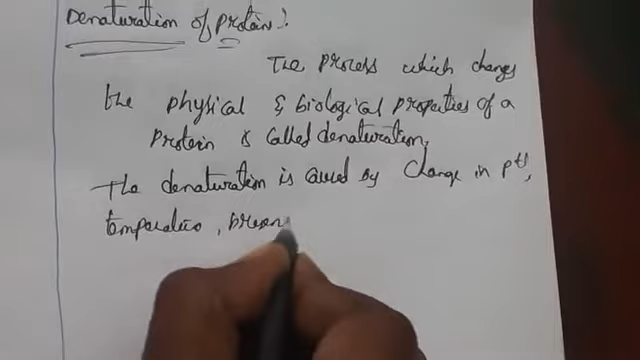 Denaturation of protein :
The process which changes
the physical & biological properties of a
protein is called denaturation,
The denaturation is caused by change in pH,
temperature, presen